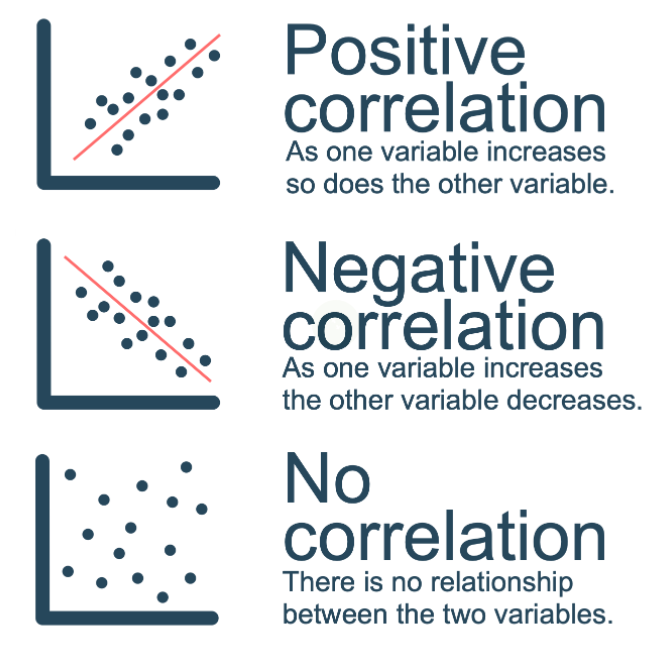 Positive
correlation
As one variable increases
so does the other variable.
Negative
correlation
As one variable increases
the other variable decreases.
No
correlation
There is no relationship
between the two variables.